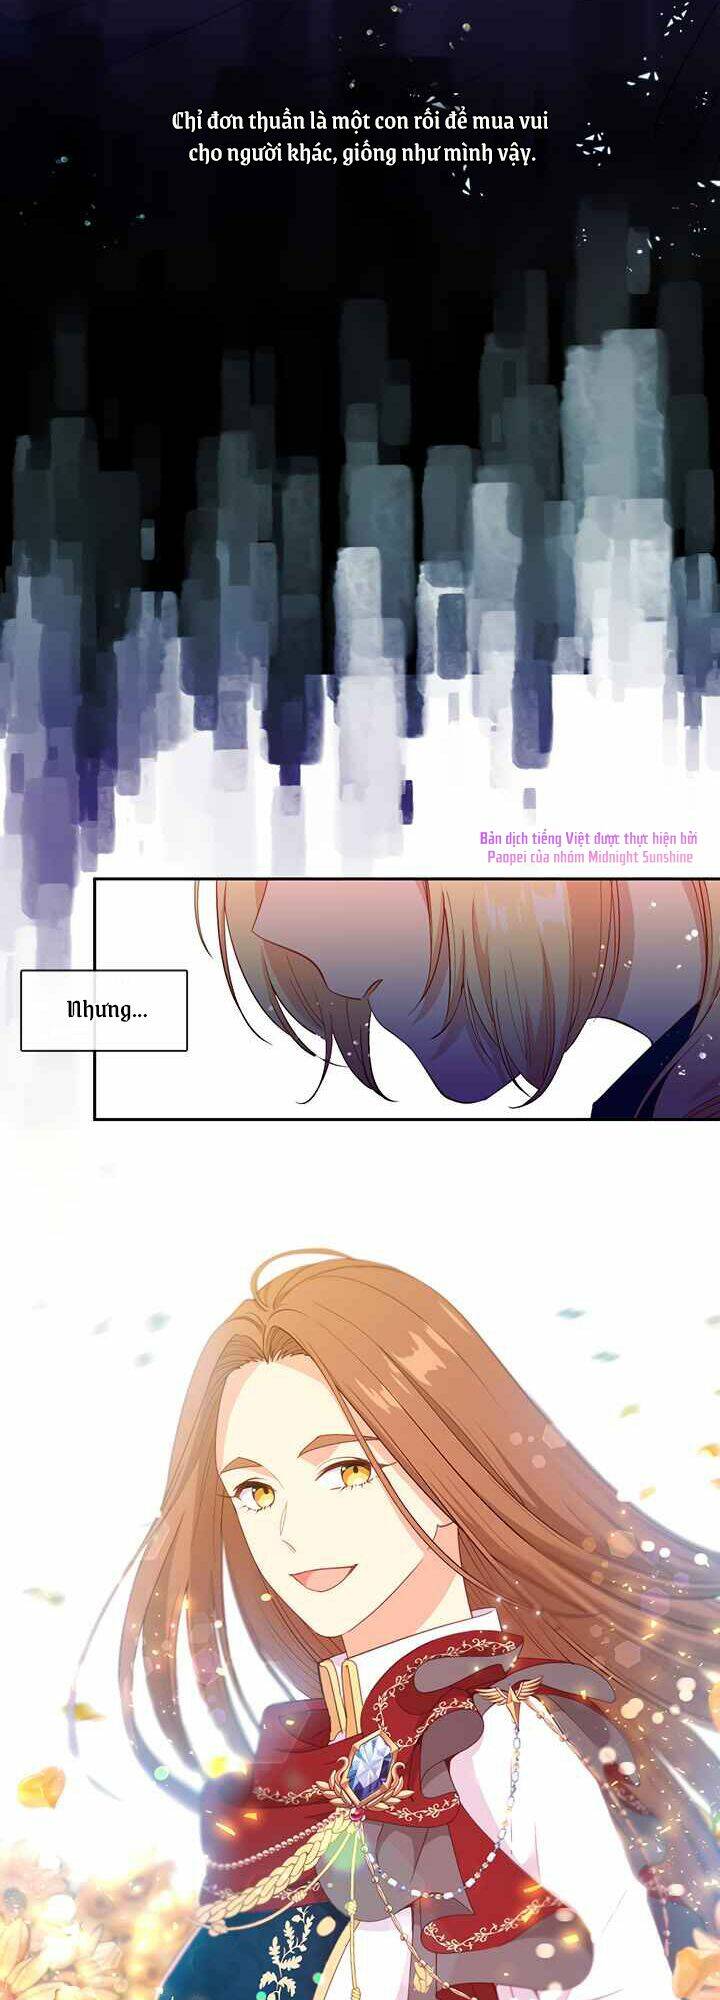 Chỉ đơn thuần là một con rối để mua vui
cho người khác, giống như mình vậy.
Bản dịch tiếng Việt được thực hiện bởi
Paopei của nhóm Midnight Sunshine
Nhưng...